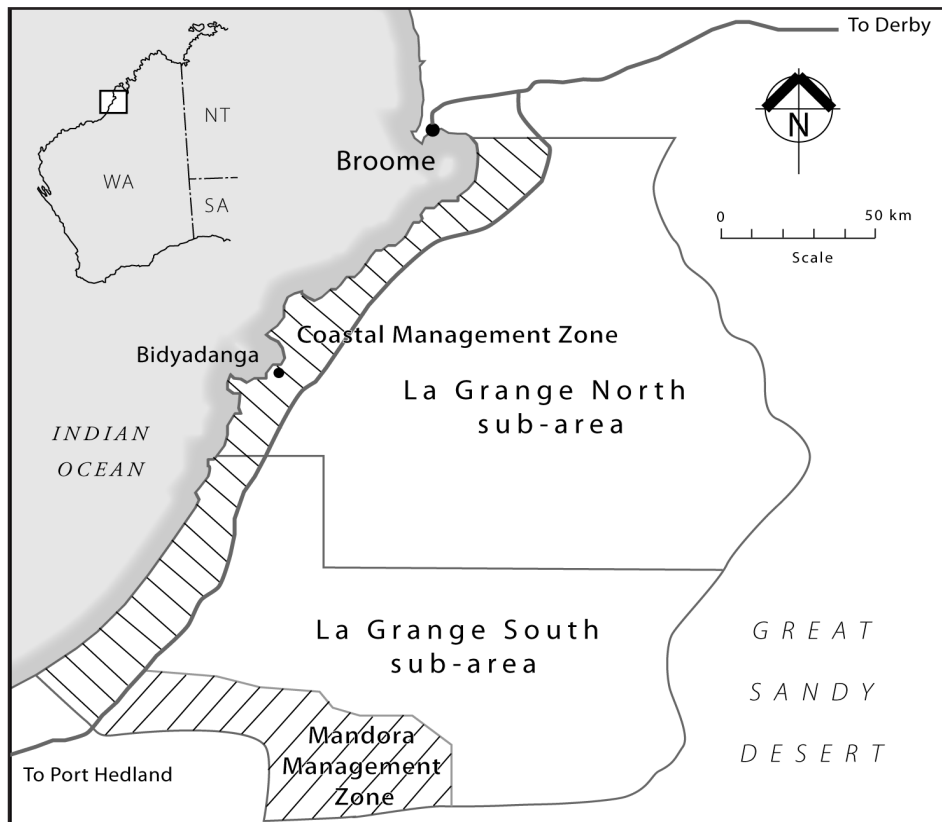 To Derby
NT
WA
SA
N
Broome
0 50 km
Scale
Coastal Management Zone
Bidyadanga
La Grange North
sub-area
INDIAN
OCEAN
La Grange South
sub-area
GREAT
SANDY
DESERT
Mandora
Management
Zone
To Port Hedland